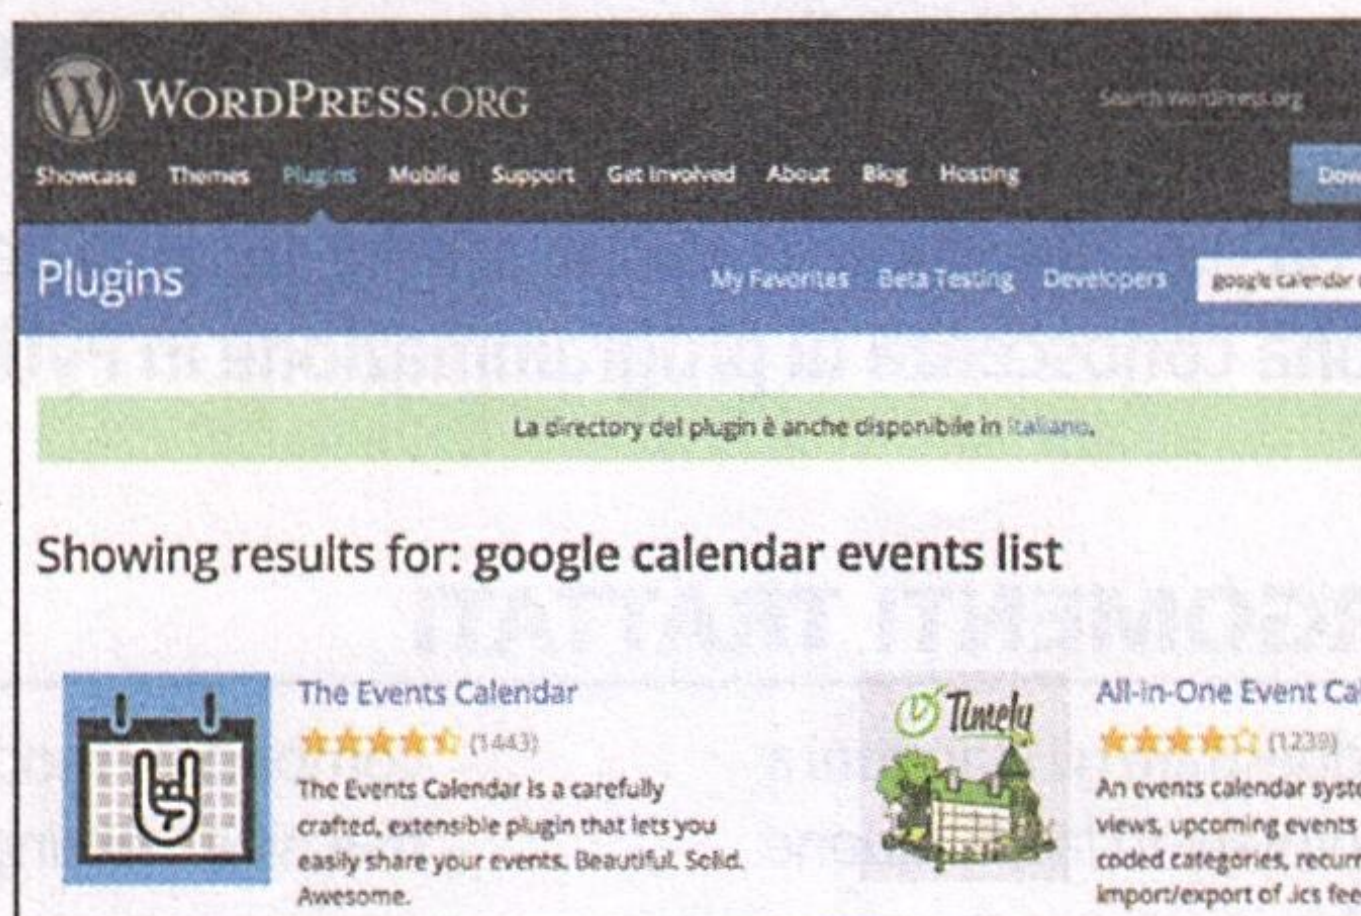 WORDPRESS.ORG
Search WordPress.org
Showcase Themes Plugins Mobile Support Get Involved About Blog Hosting
Plugins
My Favorites Beta Testing Developers google calendar
La directory del plugin è anche disponibile in italiano.
Showing results for: google calendar events list
The Events Calendar
(1443)
The Events Calendar is a carefully
crafted, extensible plugin that lets you
easily share your events. Beautiful. Solid.
Awesome.
Timely
All-in-One Event
(1239)
An events calendar
views, upcoming events
coded categories,
import/export of .ics